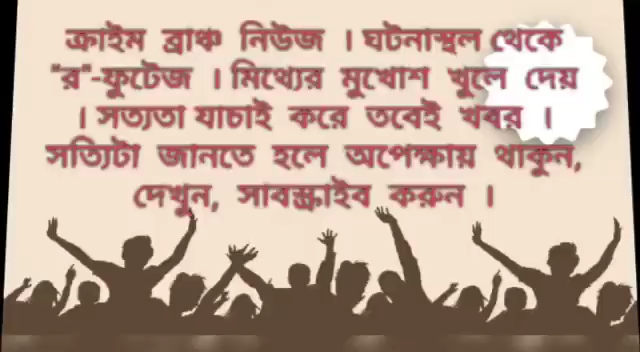 ক্রাইম ব্রাঞ্চ নিউজ । ঘটনাস্থল থেকে
"র"-ফুটেজ । মিথ্যের মুখোশ খুলে দেয়
। সত্যতা যাচাই করে তবেই খবর ।
সত্যিটা জানতে হলে অপেক্ষায় থাকুন,
দেখুন, সাবস্ক্রাইব করুন ।